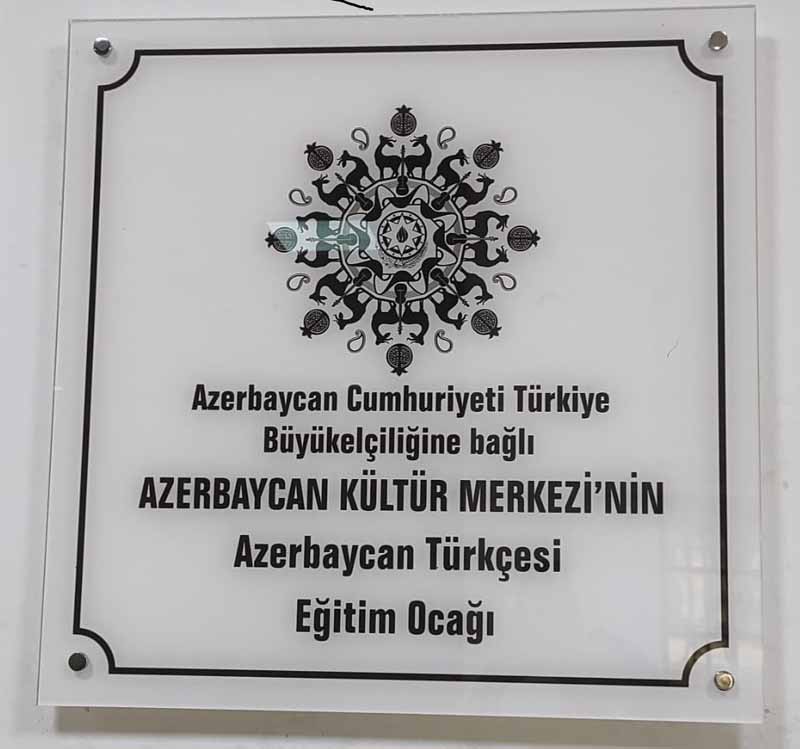 Azerbaycan Cumhuriyeti Türkiye
Büyükelçiliğine bağlı
AZERBAYCAN KÜLTÜR MERKEZİ'NİN
Azerbaycan Türkçesi
Eğitim Ocağı